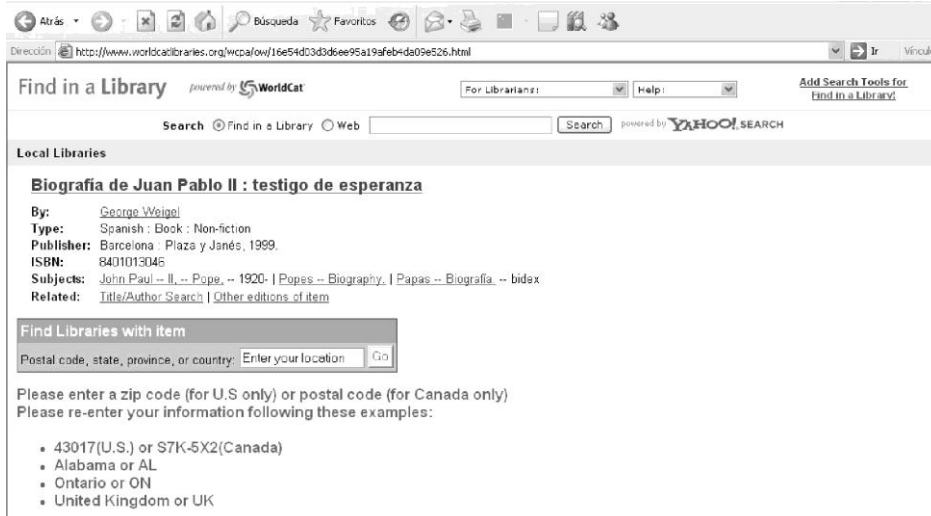 Atrás Búsqueda Favoritos
Dirección http://www.worldcatlibraries.org/wcpa/ow/16e54d03d3d6ee95a19afeb4da09e526.html Ir Víncul
Find in a Library powered by WorldCat For Librarians: Help: Add Search Tools for
Find in a Library!
Search Find in a Library Web Search powered by YAHOO! SEARCH
Local Libraries
Biografía de Juan Pablo II : testigo de esperanza
By: George Weigel
Type: Spanish : Book : Non-fiction
Publisher: Barcelona : Plaza y Janés, 1999.
ISBN: 8401013046
Subjects: John Paul -- II, -- Pope, -- 1920- | Popes -- Biography. | Papas -- Biografía. -- bidex
Related: Title/Author Search | Other editions of item
Find Libraries with item
Postal code, state, province, or country: Enter your location Go
Please enter a zip code (for U.S only) or postal code (for Canada only)
Please re-enter your information following these examples:
• 43017(U.S.) or S7K-5X2(Canada)
• Alabama or AL
• Ontario or ON
• United Kingdom or UK